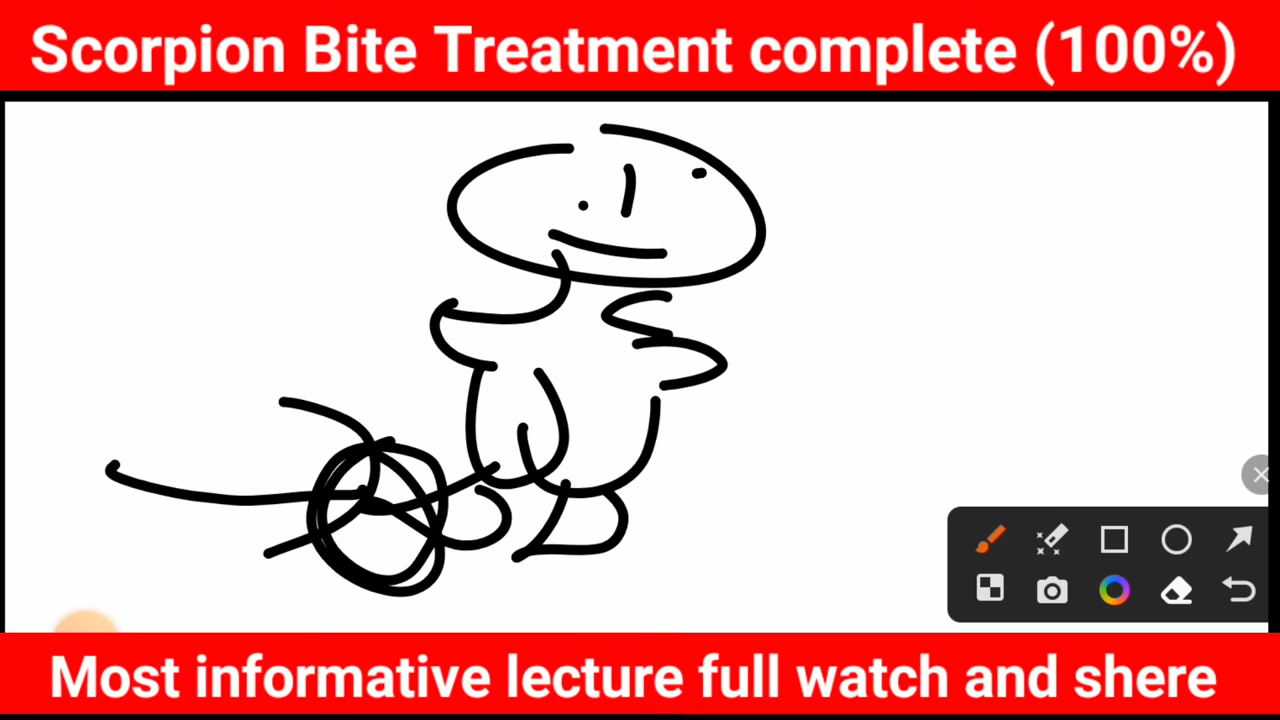 Scorpion Bite Treatment complete (100%)
Most informative lecture full watch and shere